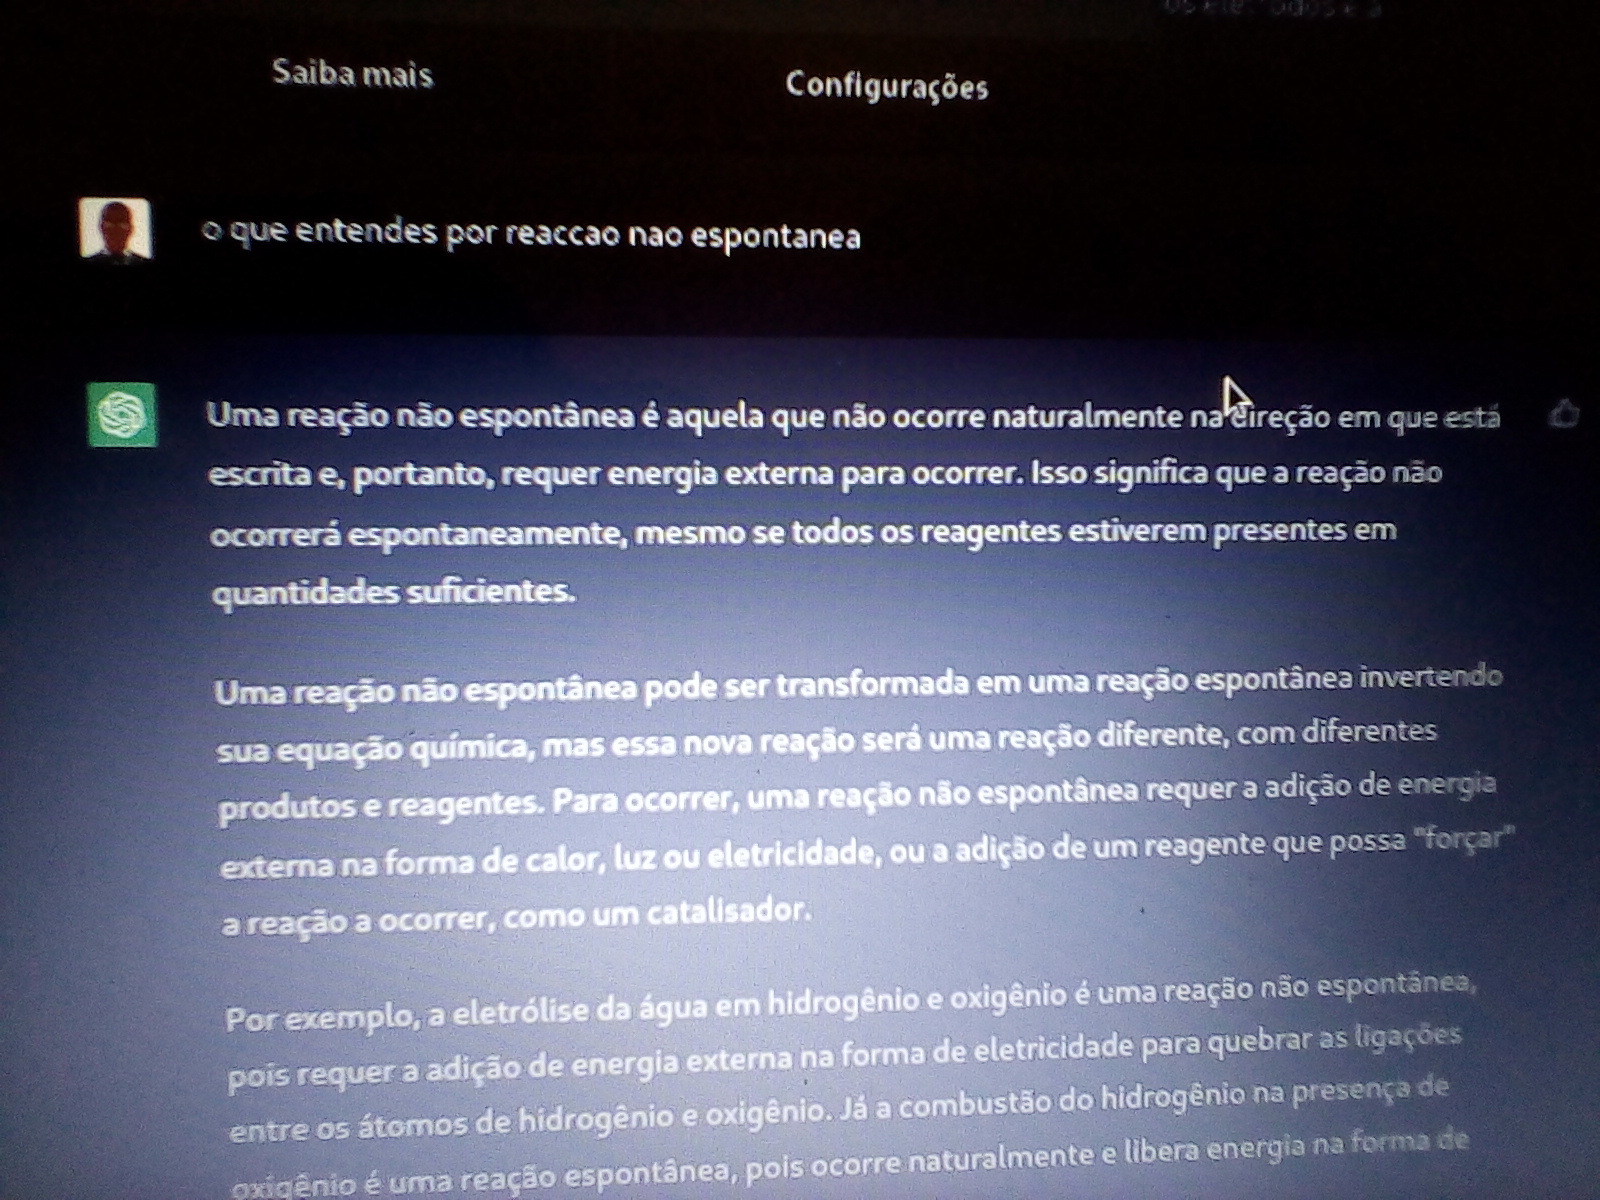 Saiba mais
Configurações
o que entendes por reaccao nao espontanea
Uma reação não espontânea é aquela que não ocorre naturalmente na direção em que está
escrita e, portanto, requer energia externa para ocorrer. Isso significa que a reação não
ocorrerá espontaneamente, mesmo se todos os reagentes estiverem presentes em
quantidades suficientes.
Uma reação não espontânea pode ser transformada em uma reação espontânea invertendo
sua equação química, mas essa nova reação será uma reação diferente, com diferentes
produtos e reagentes. Para ocorrer, uma reação não espontânea requer a adição de energia
externa na forma de calor, luz ou eletricidade, ou a adição de um reagente que possa "forçar"
a reação a ocorrer, como um catalisador.
Por exemplo, a eletrólise da água em hidrogênio e oxigênio é uma reação não espontânea,
pois requer a adição de energia externa na forma de eletricidade para quebrar as ligações
entre os átomos de hidrogênio e oxigênio. Já a combustão do hidrogênio na presença de
oxigênio é uma reação espontânea, pois ocorre naturalmente e libera energia na forma de